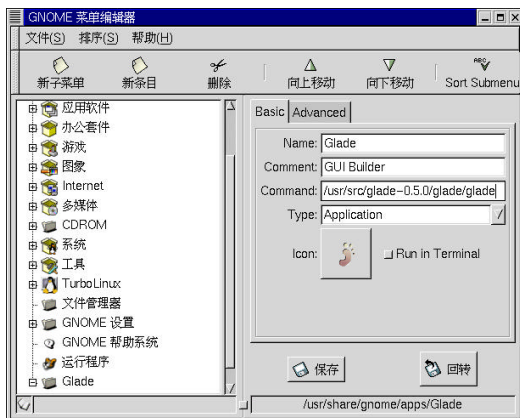 GNOME 菜单编辑器
文件(S) 排序(S) 帮助(H)
新子菜单 新条目 删除 向上移动 向下移动 Sort Submenu
应用软件
办公套件
游戏
图象
Internet
多媒体
CDROM
系统
工具
TurboLinux
文件管理器
GNOME 设置
GNOME 帮助系统
运行程序
Glade
Basic Advanced
Name: Glade
Comment: GUI Builder
Command: /usr/src/glade-0.5.0/glade/glade
Type: Application
Icon: Run in Terminal
保存 回转
/usr/share/gnome/apps/Glade